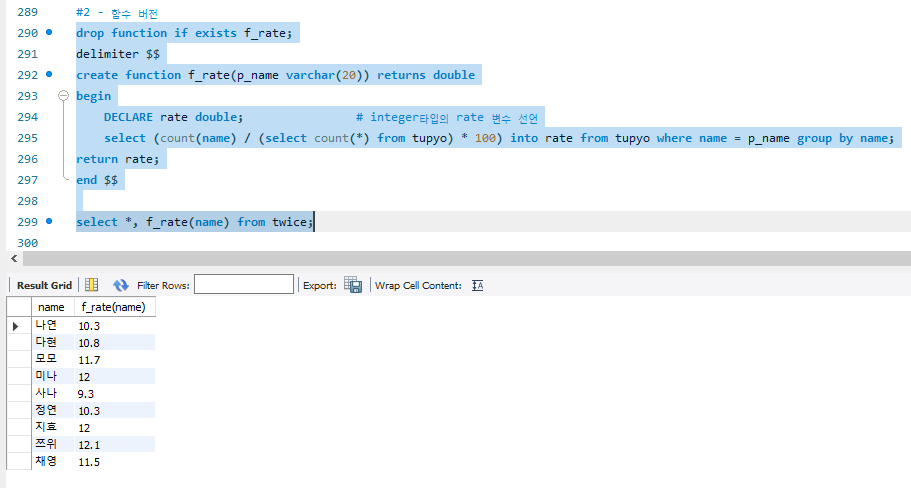 289 #2 - 함수 버전
290 drop function if exists f_rate;
291 delimiter $$
292 create function f_rate(p_name varchar(20)) returns double
293 begin
294 DECLARE rate double; # integer타입의 rate 변수 선언
295 select (count(name) / (select count(*) from tupyo) * 100) into rate from tupyo where name = p_name group by name;
296 return rate;
297 end $$
298
299 select *, f_rate(name) from twice;
300
Result Grid Filter Rows: Export: Wrap Cell Content: IA
name f_rate(name)
나연 10.3
다현 10.8
모모 11.7
미나 12
사나 9.3
정연 10.3
지효 12
쯔위 12.1
채영 11.5